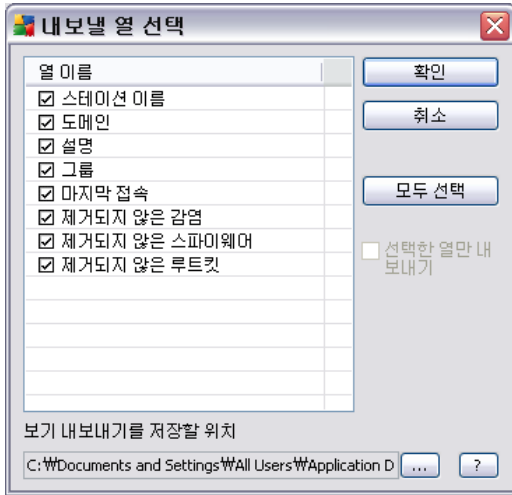 내보낼 열 선택
열 이름
스테이션 이름
도메인
설명
그룹
마지막 접속
제거되지 않은 감염
제거되지 않은 스파이웨어
제거되지 않은 루트킷
확인
취소
모두 선택
선택한 열만 내
보내기
보기 내보내기를 저장할 위치
C:₩Documents and Settings₩All Users₩Application D
...
?